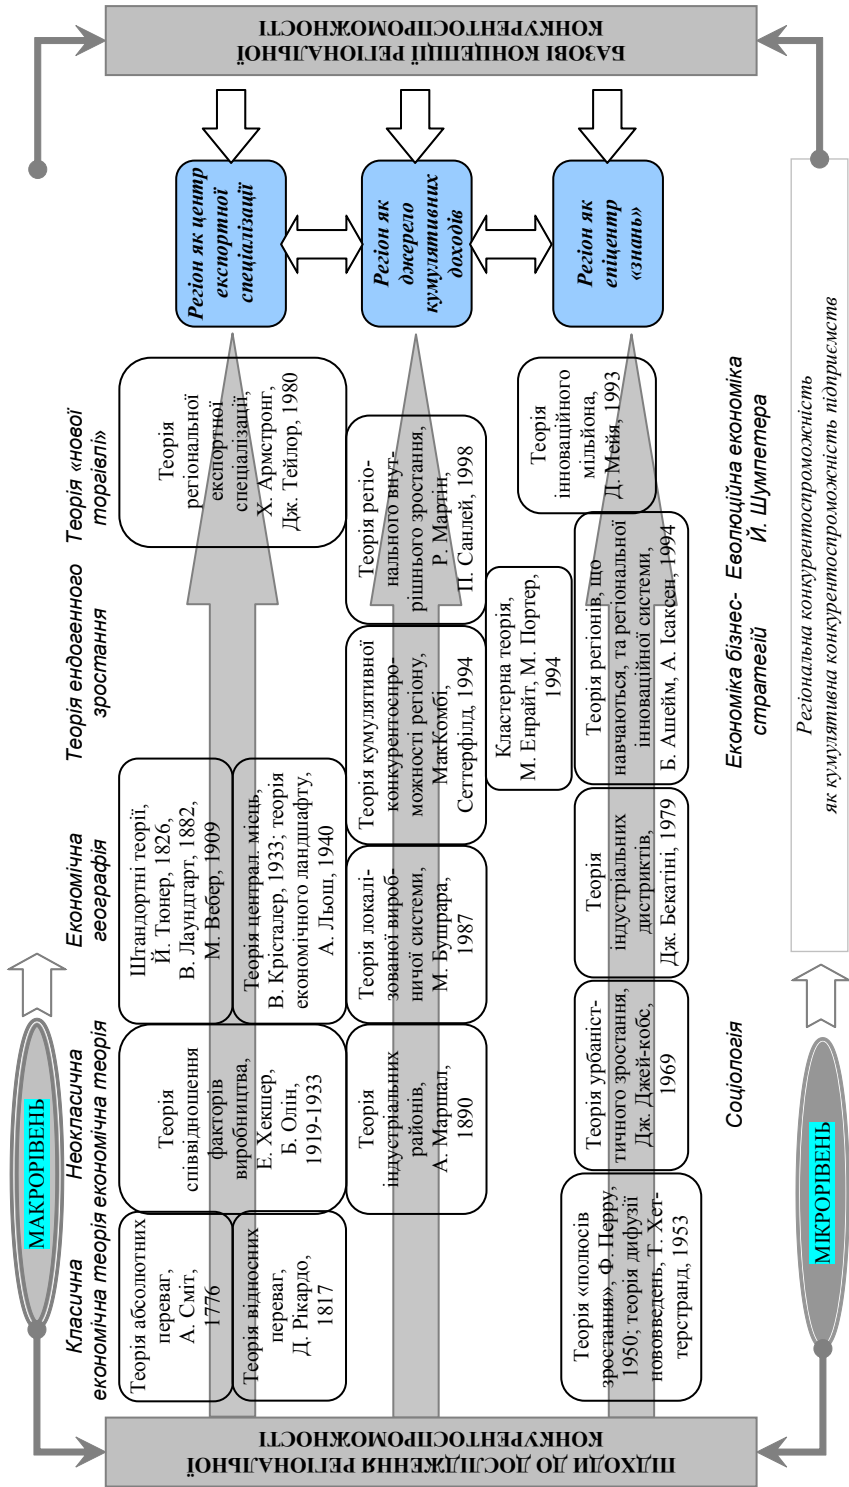 ПІДХОДИ ДО ДОСЛІДЖЕННЯ РЕГІОНАЛЬНОЇ
КОНКУРЕНТОСПРОМОЖНОСТІ
МАКРОРІВЕНЬ
Класична
економічна теорія
Неокласична
економічна теорія
Економічна
географія
Теорія ендогенного
зростання
Теорія «нової
торгівлі»
Теорія абсолютних
переваг,
А. Сміт,
1776
Теорія відносних
переваг,
Д. Рікардо,
1817
Теорія
співвідношення
факторів
виробництва,
Е. Хекшер,
Б. Олін,
1919-1933
Штандортні теорії,
Й. Тюнер, 1826,
В. Лаундгарт, 1882,
М. Вебер, 1909
Теорія централ. місць,
В. Крісталер, 1933; теорія
економічного ландшафту,
А. Льош, 1940
Теорія
регіональної
експортної
спеціалізації,
Х. Армстронг,
Дж. Тейлор, 1980
Регіон як центр
експортної
спеціалізації
Теорія
індустріальних
районів,
А. Маршал,
1890
Теорія локалі-
зованої вироб-
ничої системи,
М. Бушрара,
1987
Теорія кумулятивної
конкурентоспро-
можності регіону,
МакКомбі,
Сеттерфілд, 1994
Теорія регіо-
нального внут-
рішнього зростання,
Р. Мартін,
П. Санлей, 1998
Регіон як
джерело
кумулятивних
доходів
Кластерна теорія,
М. Енрайт, М. Портер,
1994
Теорія «полюсів
зростання», Ф. Перру,
1950; теорія дифузії
нововведень, Т. Хет-
терстранд, 1953
Теорія урбаніст-
тичного зростання,
Дж. Джей-кобс,
1969
Теорія
індустріальних
дистриктів,
Дж. Бекатіні, 1979
Теорія регіонів, що
навчаються, та регіональної
інноваційної системи,
Б. Ашейм, А. Ісаксен, 1994
Теорія
інноваційного
мільйона,
Д. Мейя, 1993
Регіон як
епіцентр
«знань»
Соціологія
Економіка бізнес-
стратегій
Еволюційна економіка
Й. Шумпетера
МІКРОРІВЕНЬ
Регіональна конкурентоспроможність
як кумулятивна конкурентоспроможність підприємств
БАЗОВІ КОНЦЕПЦІЇ РЕГІОНАЛЬНОЇ
КОНКУРЕНТОСПРОМОЖНОСТІ